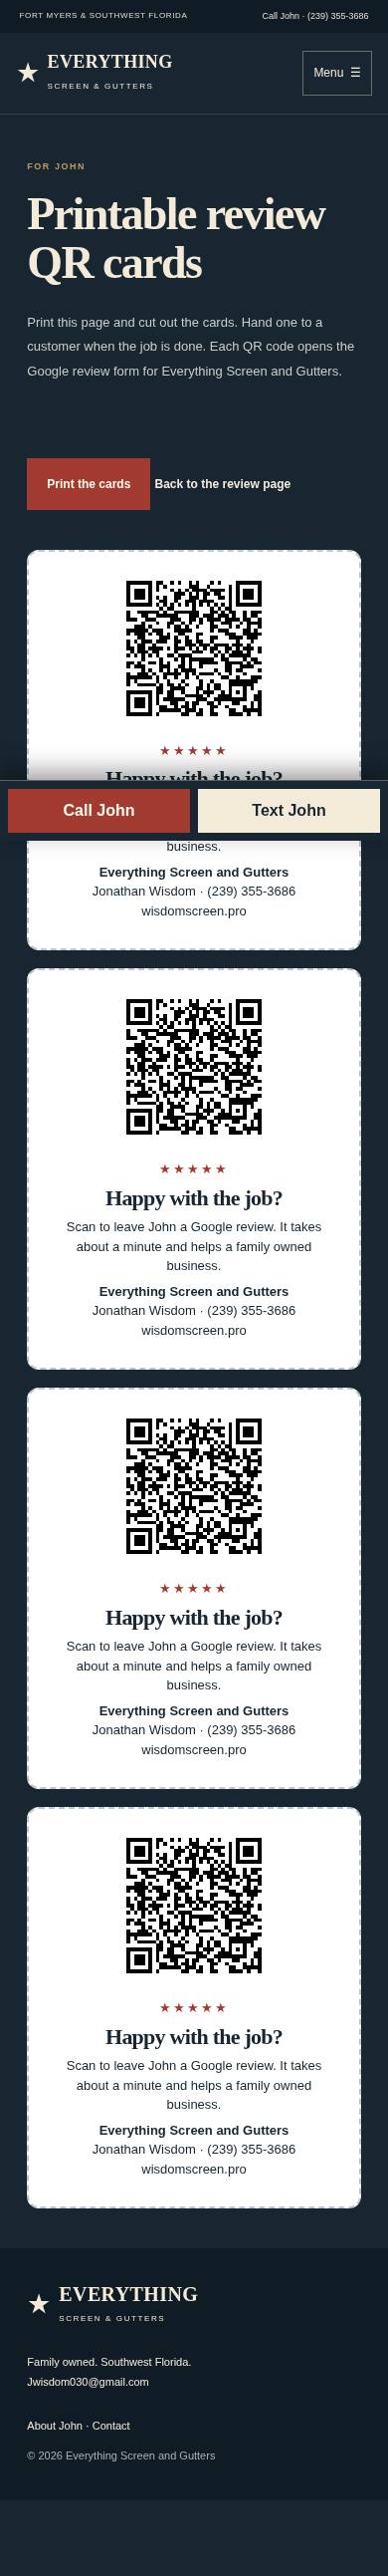 FORT MYERS & SOUTHWEST FLORIDA
Call John · (239) 355-3686
EVERYTHING
SCREEN & GUTTERS
Menu ☰
FOR JOHN
Printable review
QR cards
Print this page and cut out the cards. Hand one to a
customer when the job is done. Each QR code opens the
Google review form for Everything Screen and Gutters.
Print the cards
Back to the review page
★★★★★
Happy with the job?
Call John
Text John
business.
Everything Screen and Gutters
Jonathan Wisdom · (239) 355-3686
wisdomscreen.pro
★★★★★
Happy with the job?
Scan to leave John a Google review. It takes
about a minute and helps a family owned
business.
Everything Screen and Gutters
Jonathan Wisdom · (239) 355-3686
wisdomscreen.pro
★★★★★
Happy with the job?
Scan to leave John a Google review. It takes
about a minute and helps a family owned
business.
Everything Screen and Gutters
Jonathan Wisdom · (239) 355-3686
wisdomscreen.pro
★★★★★
Happy with the job?
Scan to leave John a Google review. It takes
about a minute and helps a family owned
business.
Everything Screen and Gutters
Jonathan Wisdom · (239) 355-3686
wisdomscreen.pro
EVERYTHING
SCREEN & GUTTERS
Family owned. Southwest Florida.
Jwisdom030@gmail.com
About John · Contact
© 2026 Everything Screen and Gutters